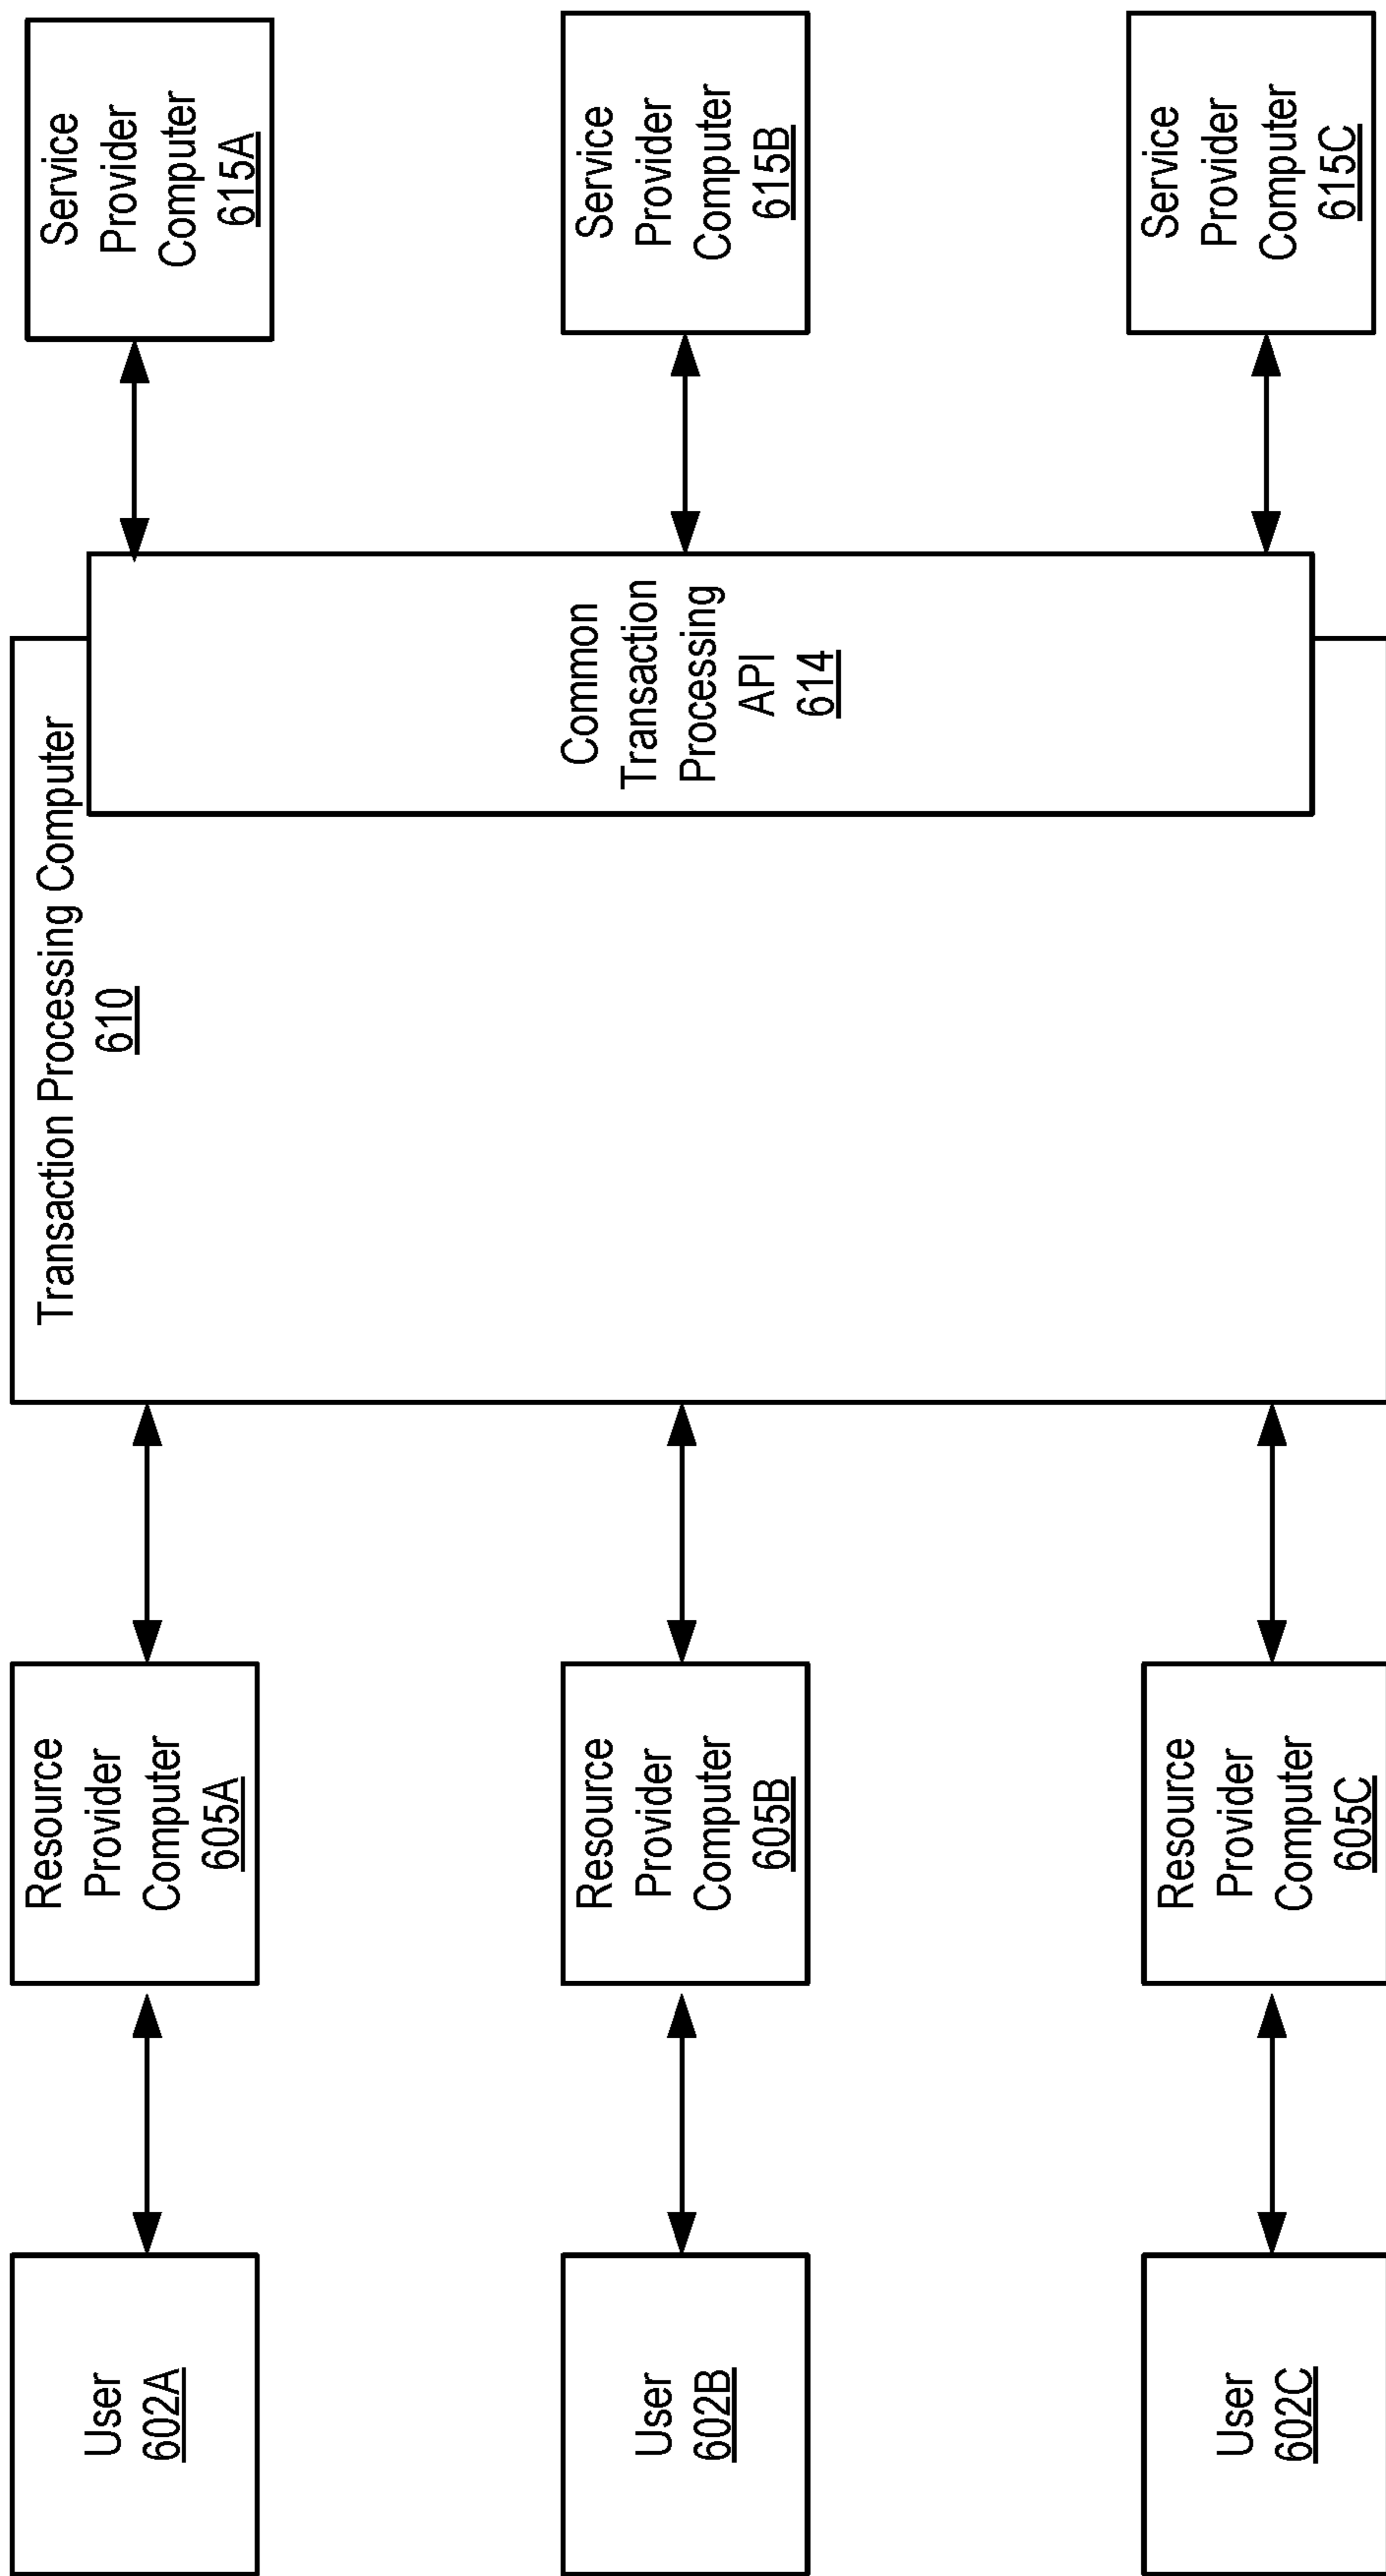 User
602A
Resource
Provider
Computer
605A
Transaction Processing Computer
610
Service
Provider
Computer
615A
User
602B
Resource
Provider
Computer
605B
Common
Transaction
Processing
API
614
Service
Provider
Computer
615B
User
602C
Resource
Provider
Computer
605C
Service
Provider
Computer
615C